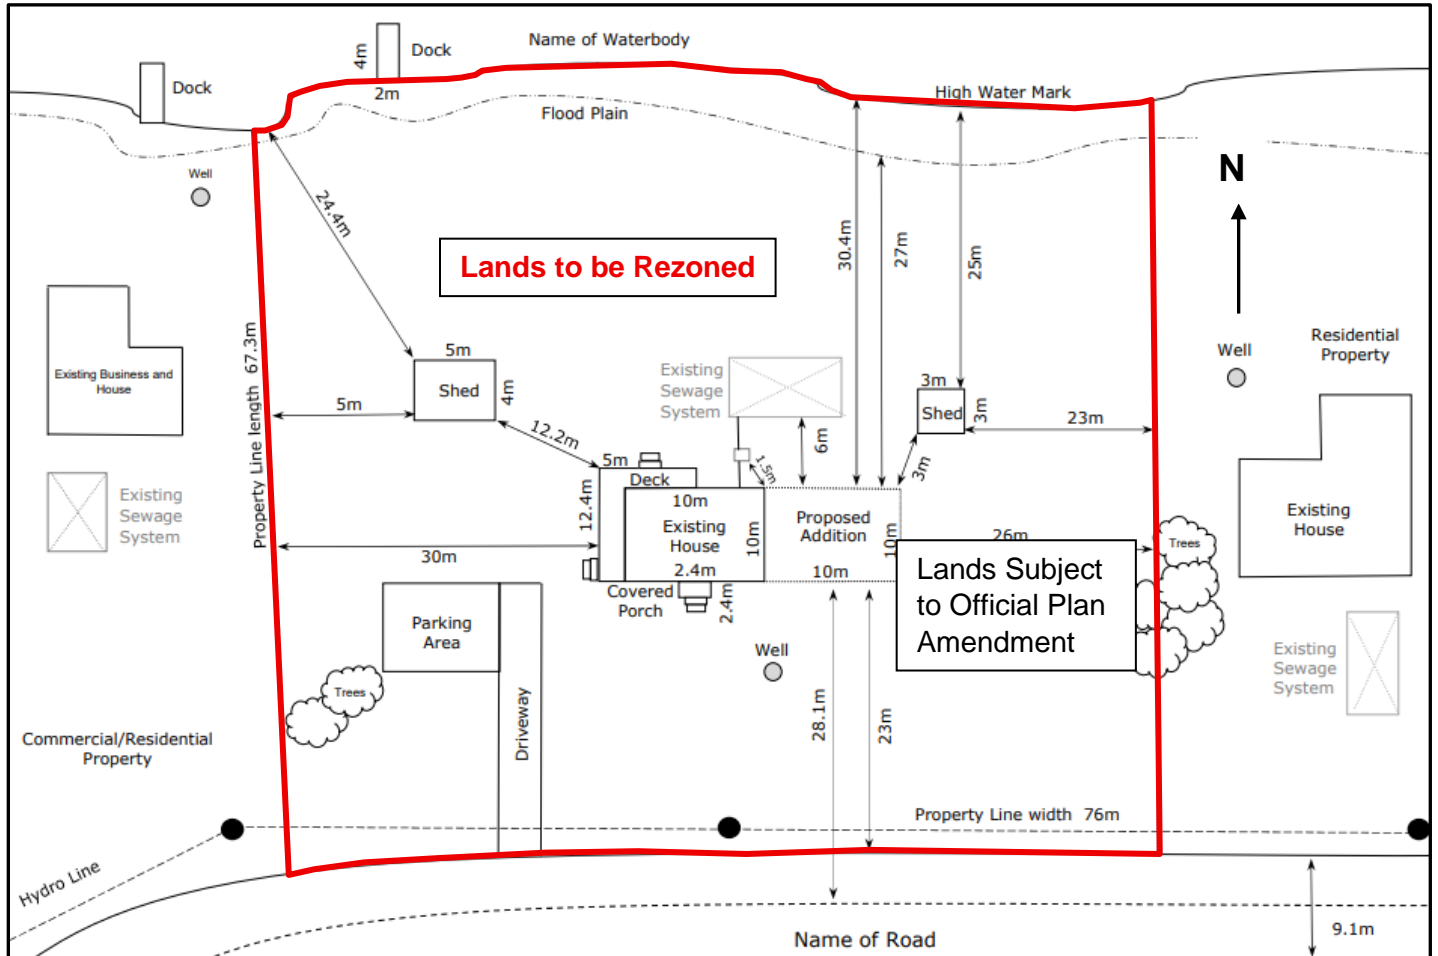 Name of Waterbody
4m
Dock
Dock
2m
High Water Mark
Flood Plain
N
Well
24.4m
30.4m
27m
25m
Lands to be Rezoned
Property Line length 67.3m
Existing Business and
House
5m
Shed
4m
5m
12.2m
Existing
Sewage
System
6m
1.5m
3m
Shed
3m
3m
23m
Well
Residential
Property
Existing
House
Existing
Sewage
System
5m
Deck
12.4m
10m
Existing
House
10m
2.4m
2.4m
Covered
Porch
30m
Proposed
Addition
10m
10m
26m
Trees
Lands Subject
to Official Plan
Amendment
Parking
Area
Well
Trees
Driveway
28.1m
23m
Existing
Sewage
System
Commercial/Residential
Property
Property Line width 76m
Hydro Line
Name of Road
9.1m